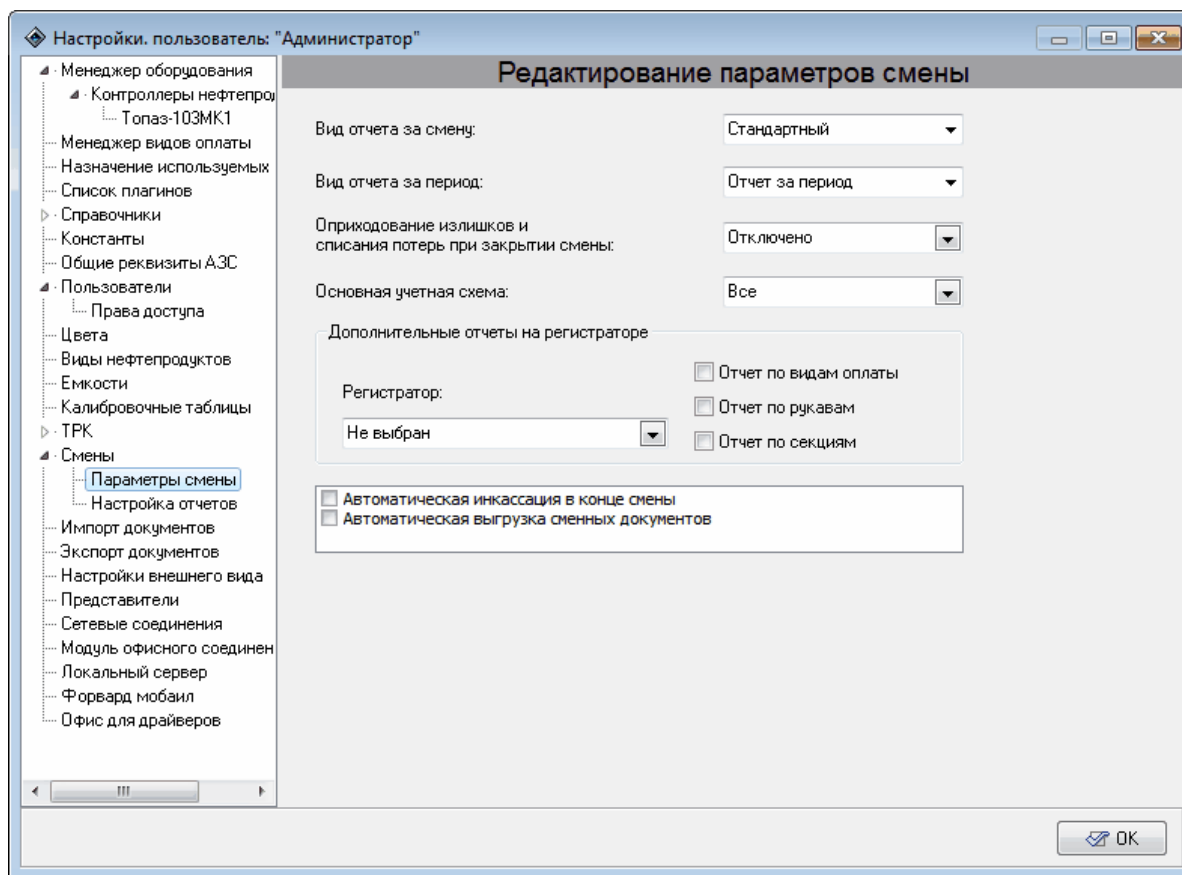 Настройки. пользователь: "Администратор"
Менеджер оборудования
Контроллеры нефтепро
Топаз-103МК1
Менеджер видов оплаты
Назначение используемых
Список плагинов
Справочники
Константы
Общие реквизиты АЗС
Пользователи
Права доступа
Цвета
Виды нефтепродуктов
Емкости
Калибровочные таблицы
ТРК
Смены
Параметры смены
Настройка отчетов
Импорт документов
Экспорт документов
Настройки внешнего вида
Представители
Сетевые соединения
Модуль офисного соединен
Локальный сервер
Форвард мобаил
Офис для драйверов
Редактирование параметров смены
Вид отчета за смену:
Стандартный
Вид отчета за период:
Отчет за период
Оприходование излишков и
списания потерь при закрытии смены:
Отключено
Основная учетная схема:
Все
Дополнительные отчеты на регистраторе
Регистратор:
Не выбран
Отчет по видам оплаты
Отчет по рукавам
Отчет по секциям
Автоматическая инкассация в конце смены
Автоматическая выгрузка сменных документов
OK